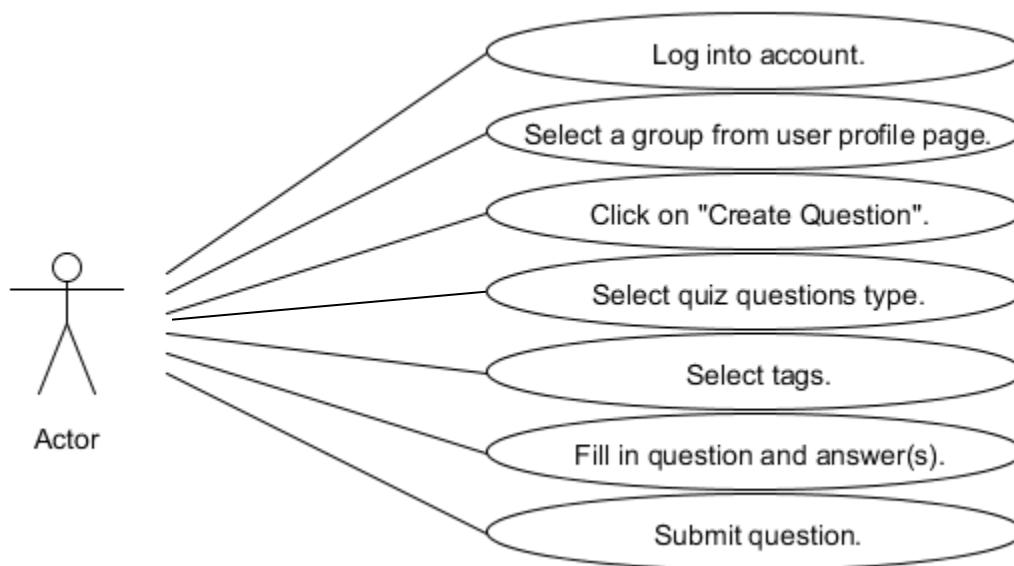 Log into account.
Select a group from user profile page.
Click on "Create Question".
Select quiz questions type.
Select tags.
Actor
Fill in question and answer(s).
Submit question.